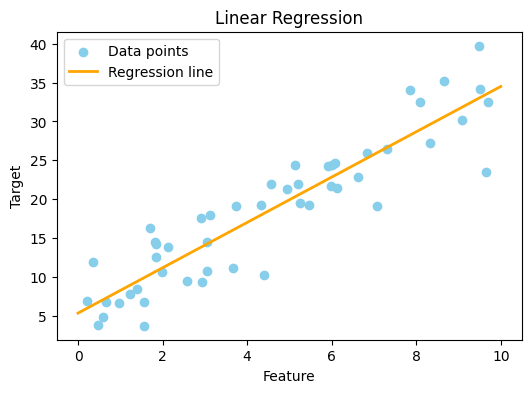 Linear Regression
Data points
Regression line
40
35
30
25
20
15
10
5
Target
0 2 4 6 8 10
Feature